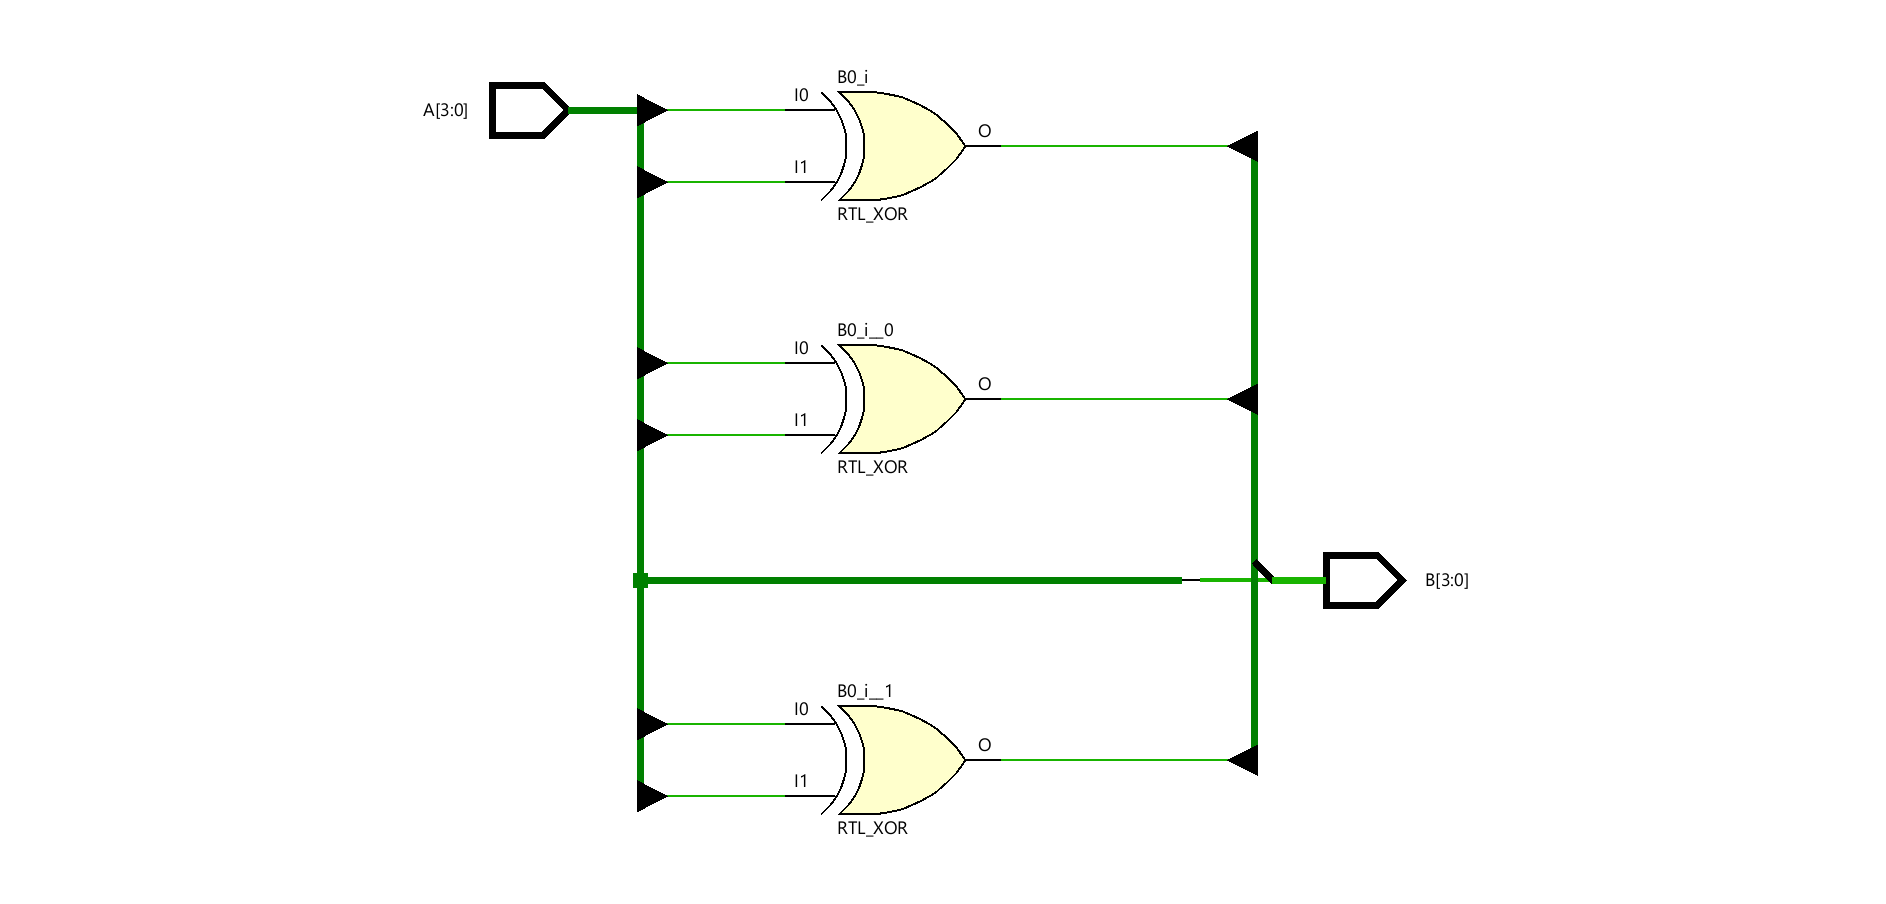 B0_i
A[3:0]
I0
O
I1
RTL_XOR
B0_i__0
I0
O
I1
RTL_XOR
B[3:0]
B0_i__1
I0
O
I1
RTL_XOR